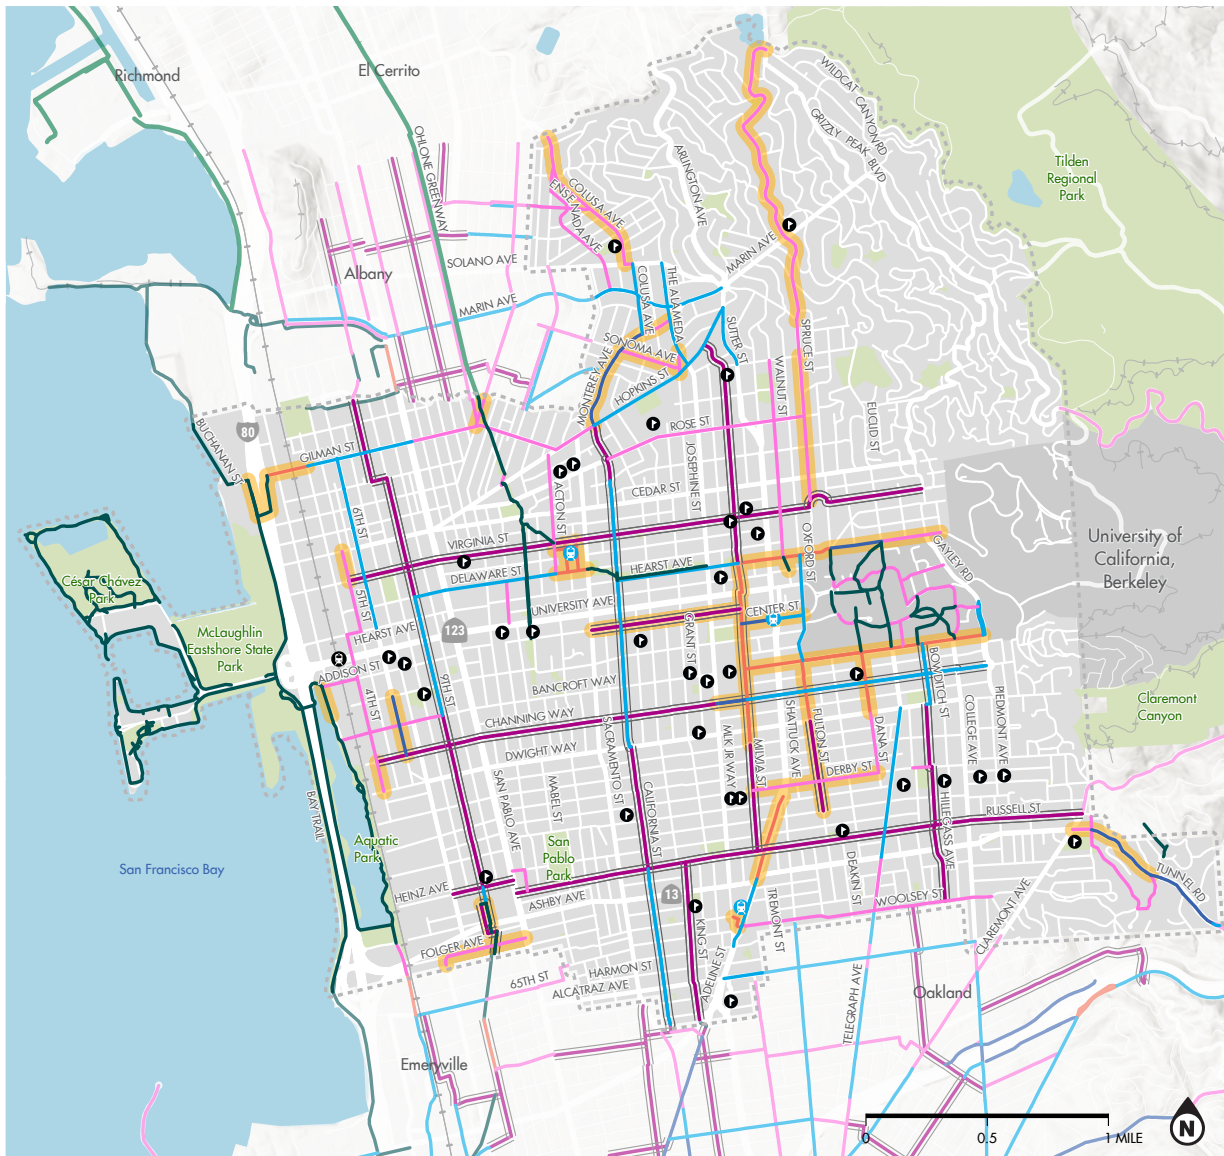 Richmond
El Cerrito
WILDCAT CANYON RD
GRIZZLY PEAK BLVD
OHLONE GREENWAY
ARLINGTON AVE
Tilden
Regional
Park
COLUSA AVE
ENSENADA AVE
MARIN AVE
SOLANO AVE
Albany
COLUSA AVE
THE ALAMEDA
MARIN AVE
SUTTER ST
SPRUCE ST
SONOMA AVE
MONTEREY AVE
HOPKINS ST
WALNUT ST
EUCLID ST
BUCHANAN ST
80
GILMAN ST
ROSE ST
JOSEPHINE ST
6TH ST
ACTON ST
CEDAR ST
OXFORD ST
VIRGINIA ST
GAYLEY RD
University of
California,
Berkeley
DELAWARE ST
HEARST AVE
César Chávez
Park
5TH ST
UNIVERSITY AVE
CENTER ST
McLaughlin
Eastshore State
Park
HEARST AVE
123
GRANT ST
ADDISON ST
BOWDITCH ST
4TH ST
9TH ST
BANCROFT WAY
COLLEGE AVE
PIEDMONT AVE
Claremont
Canyon
CHANNING WAY
SACRAMENTO ST
MLK JR WAY
MILVIA ST
SHATTUCK AVE
FULTON ST
DANA ST
DWIGHT WAY
DERBY ST
SAN PABLO AVE
MABEL ST
CALIFORNIA ST
HILLEGASS AVE
BAY TRAIL
RUSSELL ST
Aquatic
Park
San
Pablo
Park
San Francisco Bay
DEAKIN ST
TUNNEL RD
HEINZ AVE
ASHBY AVE
13
WOOLSEY ST
CLAREMONT AVE
TREMONT ST
KING ST
FOLGER AVE
ADELINE ST
HARMON ST
65TH ST
ALCATRAZ AVE
TELEGRAPH AVE
Oakland
Emeryville
N
0
0.5
1 MILE